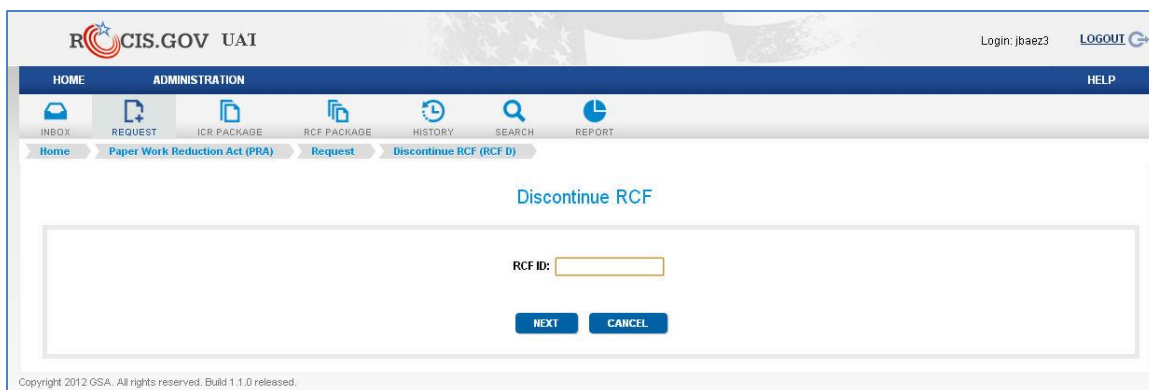 ROCIS.GOV UAI
Login: jbaez3 LOGOUT
HOME ADMINISTRATION HELP
INBOX REQUEST ICR PACKAGE RCF PACKAGE HISTORY SEARCH REPORT
Home Paper Work Reduction Act (PRA) Request Discontinue RCF (RCF D)
Discontinue RCF
RCF ID:
NEXT CANCEL
Copyright 2012 GSA. All rights reserved. Build 1.1.0 released.